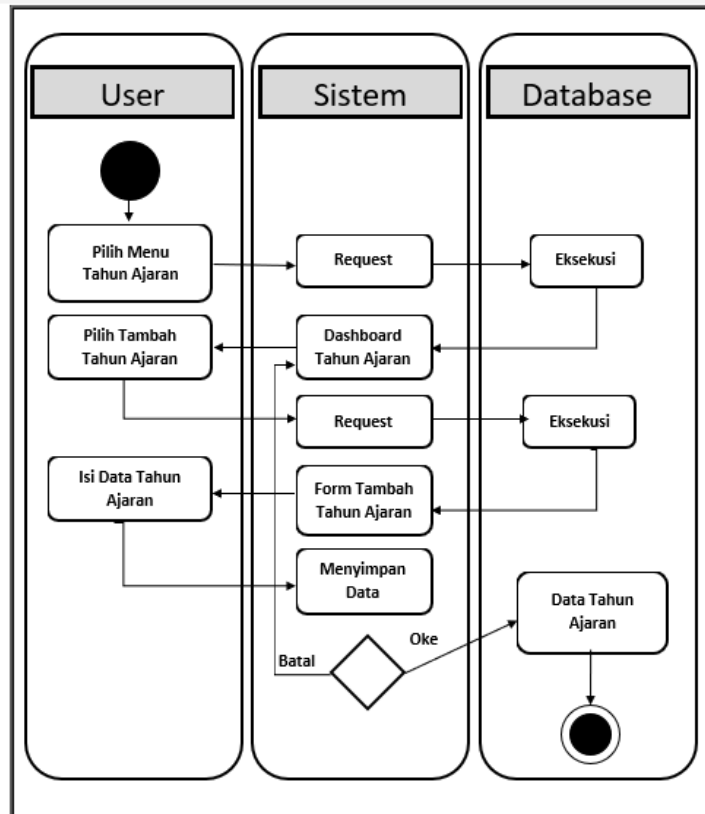 User
Sistem
Database
Pilih Menu
Tahun Ajaran
Request
Eksekusi
Pilih Tambah
Tahun Ajaran
Dashboard
Tahun Ajaran
Request
Eksekusi
Isi Data Tahun
Ajaran
Form Tambah
Tahun Ajaran
Menyimpan
Data
Data Tahun
Ajaran
Oke
Batal